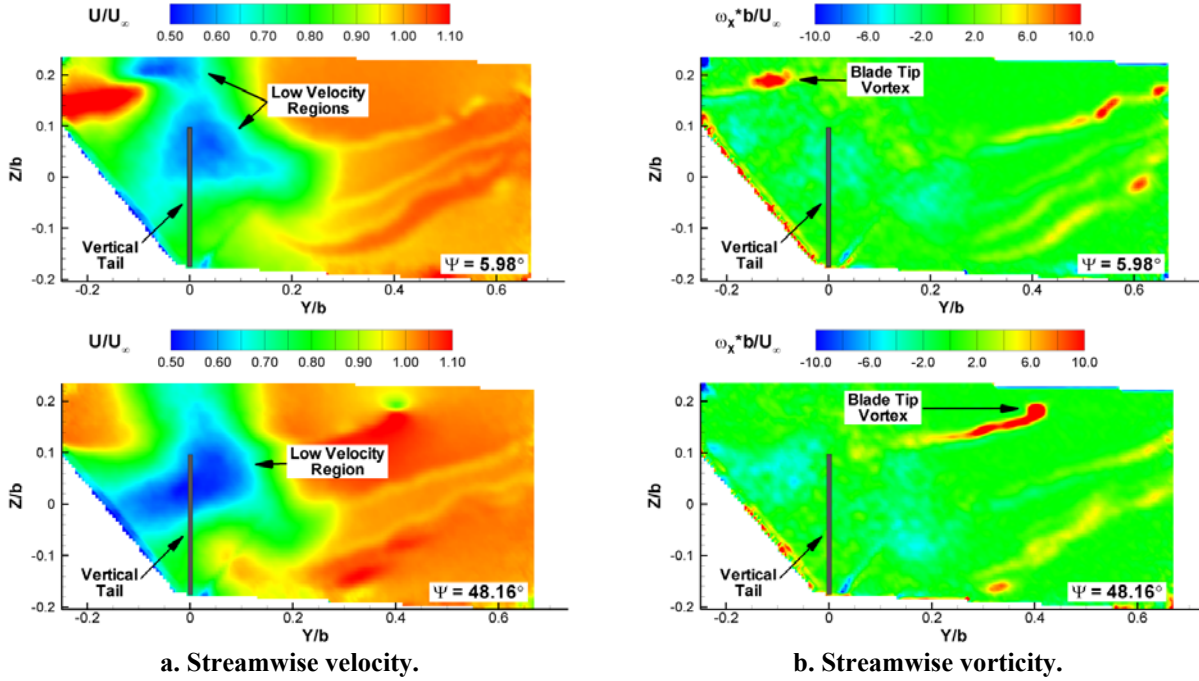 U/U∞
0.50 0.60 0.70 0.80 0.90 1.00 1.10
Z/b
0.2
0.1
0
-0.1
-0.2
Low Velocity
Regions
Vertical
Tail
Ψ = 5.98°
-0.2 0 0.2 0.4 0.6
Y/b
ωx*b/U∞
-10.0 -6.0 -2.0 2.0 6.0 10.0
Z/b
0.2
0.1
0
-0.1
-0.2
Blade Tip
Vortex
Vertical
Tail
Ψ = 5.98°
-0.2 0 0.2 0.4 0.6
Y/b
U/U∞
0.50 0.60 0.70 0.80 0.90 1.00 1.10
Z/b
0.2
0.1
0
-0.1
-0.2
Low Velocity
Region
Vertical
Tail
Ψ = 48.16°
-0.2 0 0.2 0.4 0.6
Y/b
ωx*b/U∞
-10.0 -6.0 -2.0 2.0 6.0 10.0
Z/b
0.2
0.1
0
-0.1
-0.2
Blade Tip
Vortex
Vertical
Tail
Ψ = 48.16°
-0.2 0 0.2 0.4 0.6
Y/b
a. Streamwise velocity.
b. Streamwise vorticity.